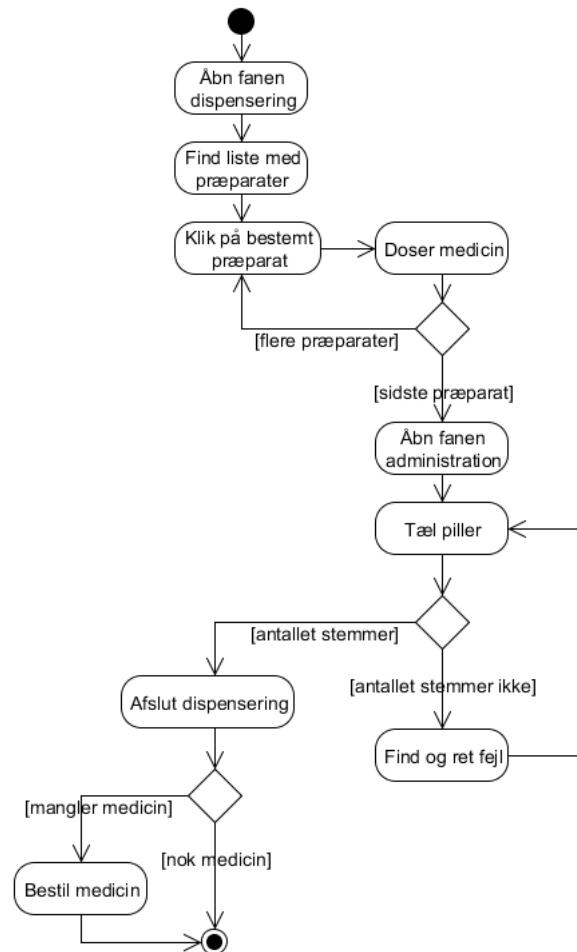 Åbn fanen
dispensering
Find liste med
præparater
Klik på bestemt
præparat
Doser medicin
[flere præparater]
[sidste præparat]
Åbn fanen
administration
Tæl piller
[antallet stemmer]
[antallet stemmer ikke]
Afslut dispensering
Find og ret fejl
[mangler medicin]
[nok medicin]
Bestil medicin